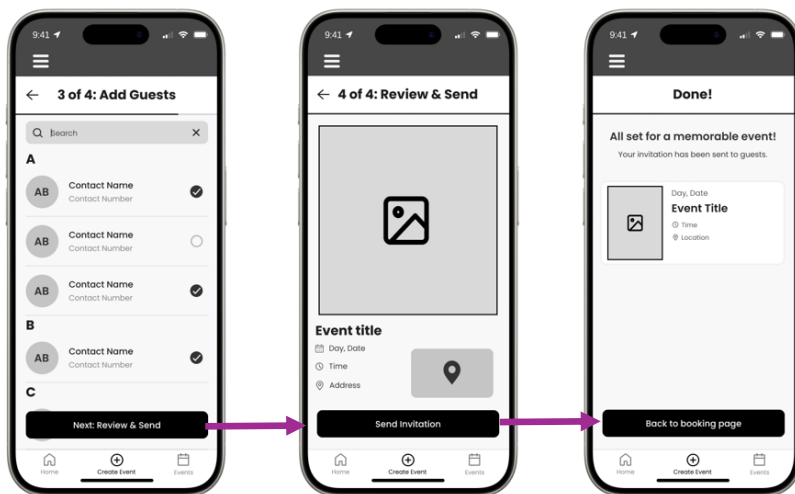 9:41
3 of 4: Add Guests
Search
A
AB
Contact Name
Contact Number
AB
Contact Name
Contact Number
AB
Contact Name
Contact Number
B
AB
Contact Name
Contact Number
C
Next: Review & Send
Home
Create Event
Events
9:41
4 of 4: Review & Send
Event title
Day, Date
Time
Address
Send Invitation
Home
Create Event
Events
9:41
Done!
All set for a memorable event!
Your invitation has been sent to guests.
Day, Date
Event Title
Time
Location
Back to booking page
Home
Create Event
Events